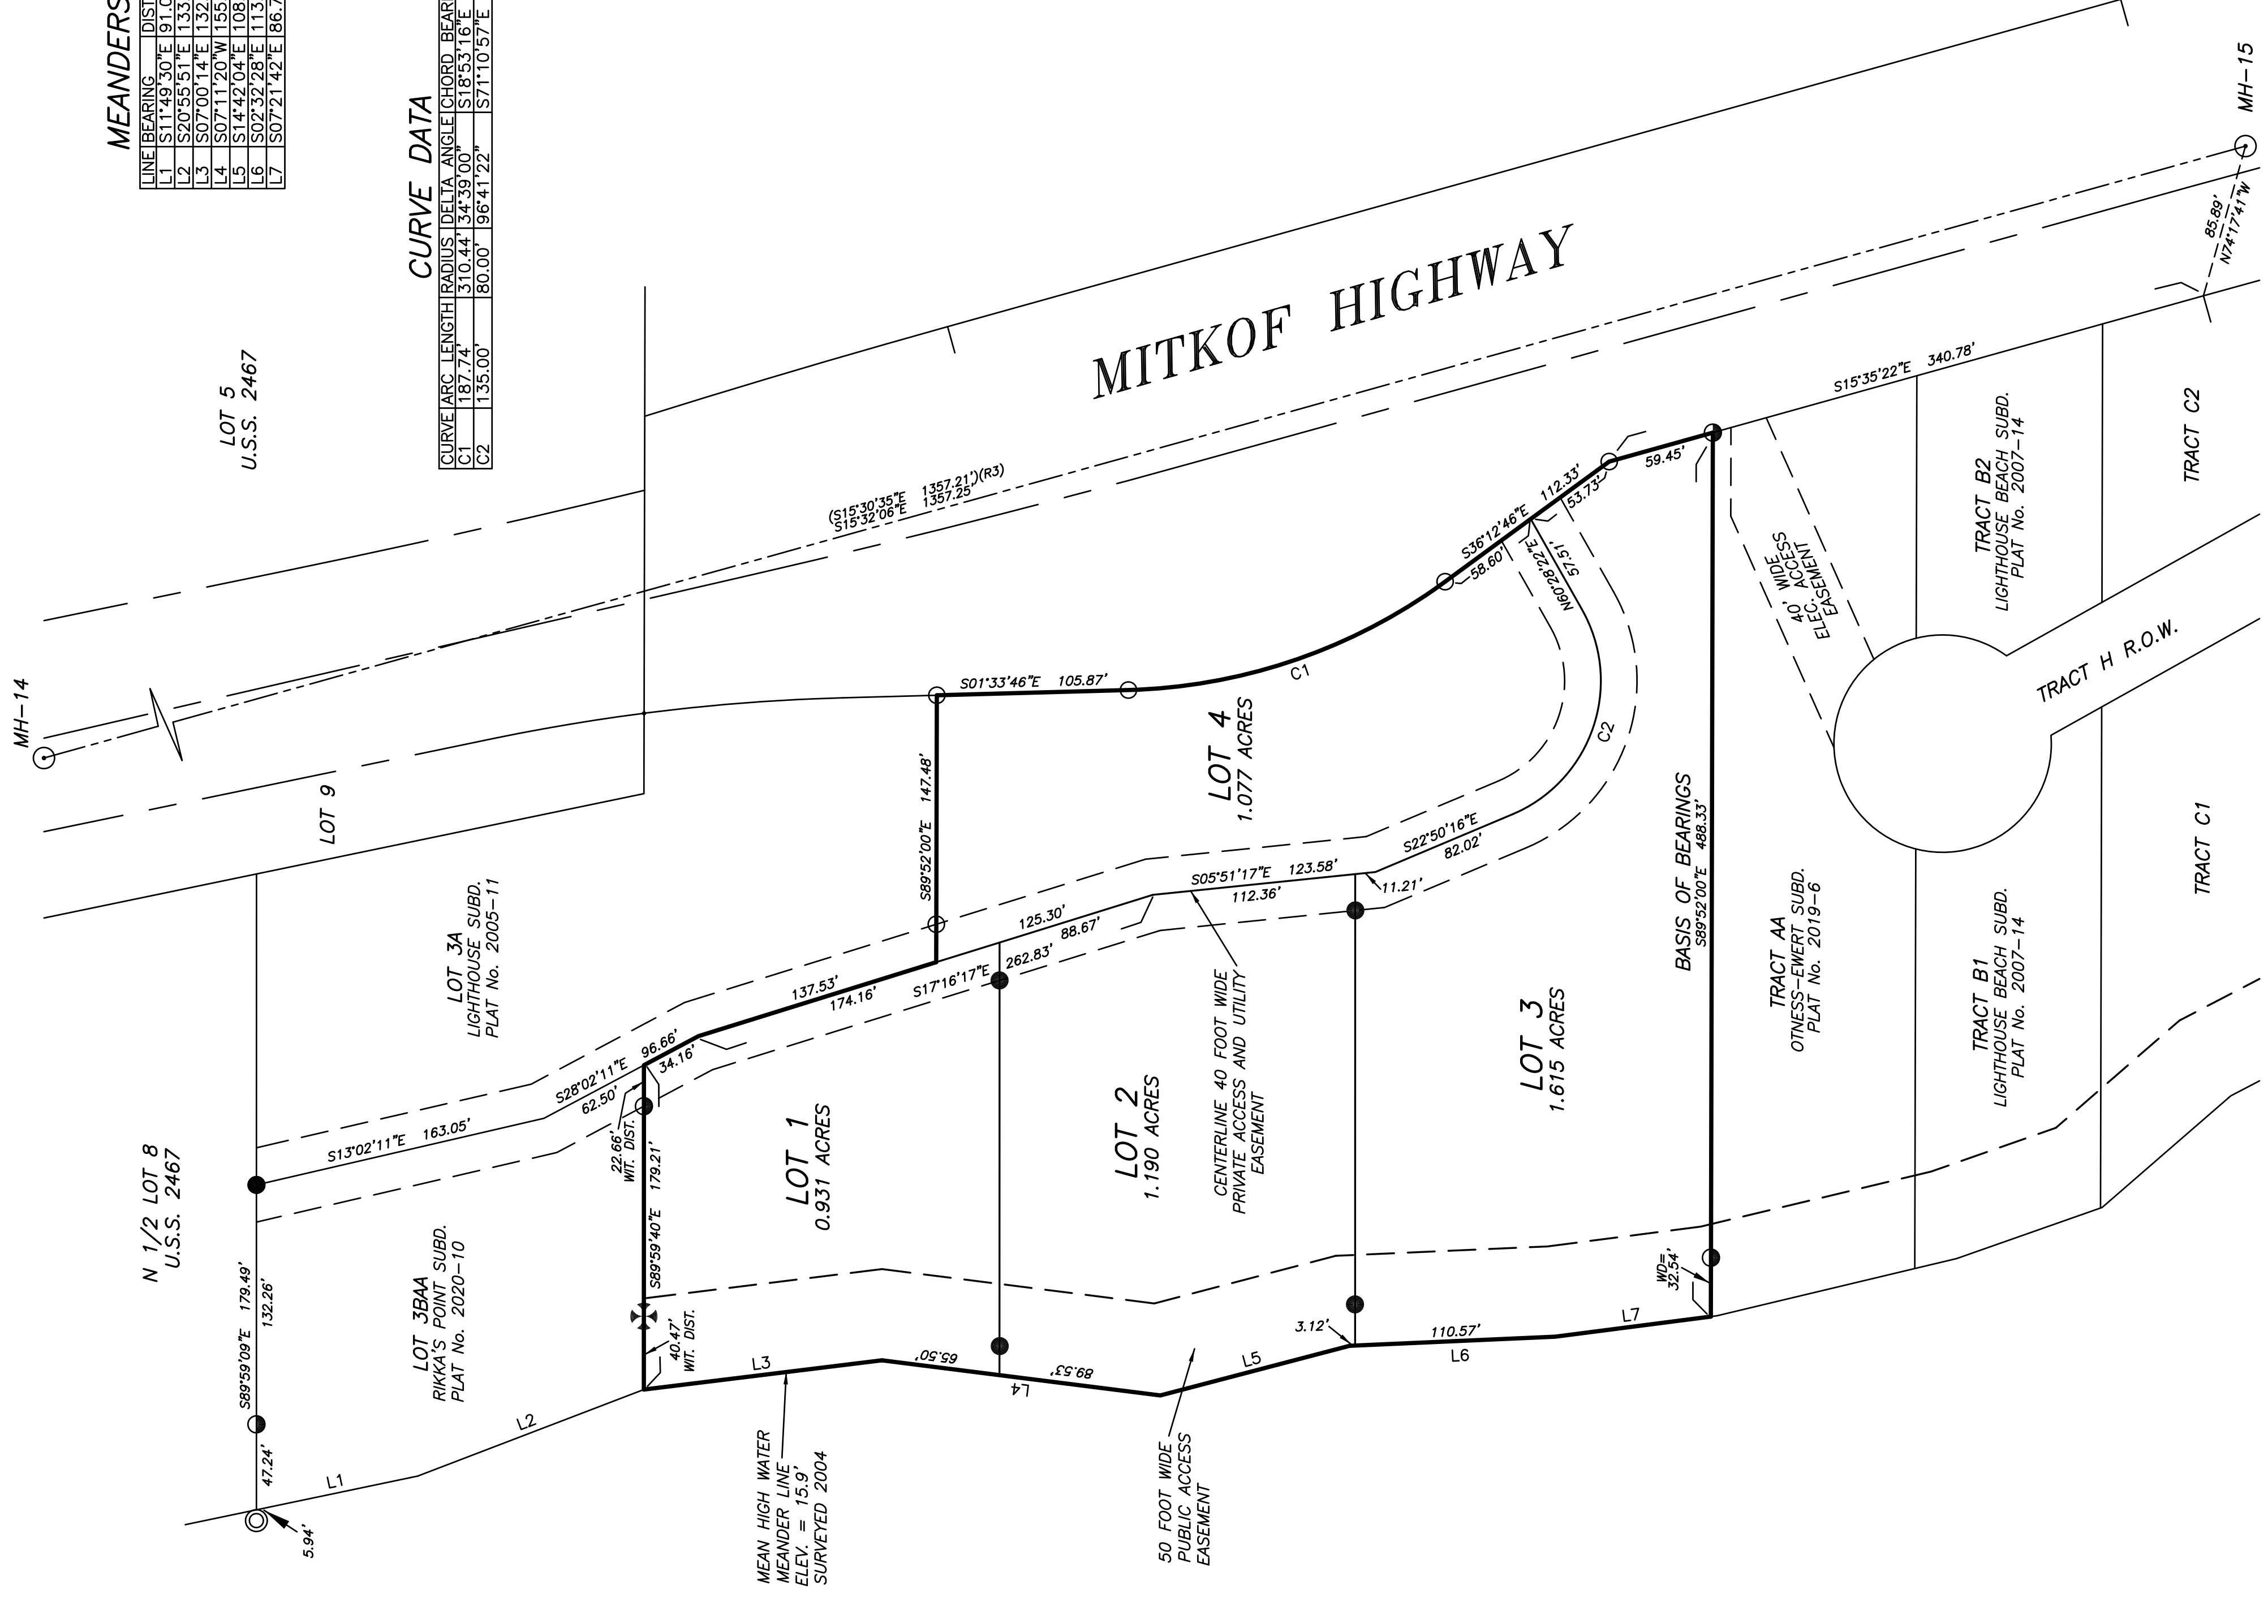 MEANDERS
LINE BEARING DIST
L1 S11°49'30"E 91.0
L2 S20°55'51"E 133.
L3 S07°00'14"E 132.
L4 S07°11'20"W 155.
L5 S14°42'04"E 108.
L6 S02°32'28"E 113.
L7 S07°21'42"E 86.7
CURVE DATA
CURVE ARC LENGTH RADIUS DELTA ANGLE CHORD BEAR
C1 187.74' 310.44' 34°39'00" S18°53'16"E
C2 135.00' 80.00' 96°41'22" S71°10'57"E
LOT 5
U.S.S. 2467
MH-14
MH-15
MITKOF HIGHWAY
(S15°30'35"E 1357.21')(R3)
S15°32'06"E 1357.25'
85.89'
N74°17'41"W
S15°35'22"E 340.78'
LOT 9
LOT 3A
LIGHTHOUSE SUBD.
PLAT No. 2005-11
N 1/2 LOT 8
U.S.S. 2467
S89°59'09"E 179.49'
132.26'
47.24'
5.94'
LOT 3BAA
RIKKA'S POINT SUBD.
PLAT No. 2020-10
L1
L2
S13°02'11"E 163.05'
S28°02'11"E 96.66'
62.50'
34.16'
22.66'
WIT. DIST.
S89°59'40"E 179.21'
40.47'
WIT. DIST.
LOT 1
0.931 ACRES
L3
MEAN HIGH WATER
MEANDER LINE
ELEV. = 15.9'
SURVEYED 2004
137.53'
174.16'
S17°16'17"E 262.83'
125.30'
88.67'
S89°52'00"E 147.48'
S01°33'46"E 105.87'
C1
LOT 4
1.077 ACRES
65.50'
L4
89.53'
LOT 2
1.190 ACRES
CENTERLINE 40 FOOT WIDE
PRIVATE ACCESS AND UTILITY
EASEMENT
50 FOOT WIDE
PUBLIC ACCESS
EASEMENT
L5
3.12'
110.57'
L6
L7
S05°51'17"E 123.58'
112.36'
11.21'
S22°50'16"E
82.02'
C2
N60°28'22"E
57.51'
S36°12'46"E 112.33'
58.60'
53.73'
59.45'
LOT 3
1.615 ACRES
BASIS OF BEARINGS
S89°52'00"E 488.33'
WD=
32.54'
TRACT AA
OTNESS-EWERT SUBD.
PLAT No. 2019-6
40' WIDE
ELEC. ACCESS
EASEMENT
TRACT B2
LIGHTHOUSE BEACH SUBD.
PLAT No. 2007-14
TRACT B1
LIGHTHOUSE BEACH SUBD.
PLAT No. 2007-14
TRACT H R.O.W.
TRACT C2
TRACT C1